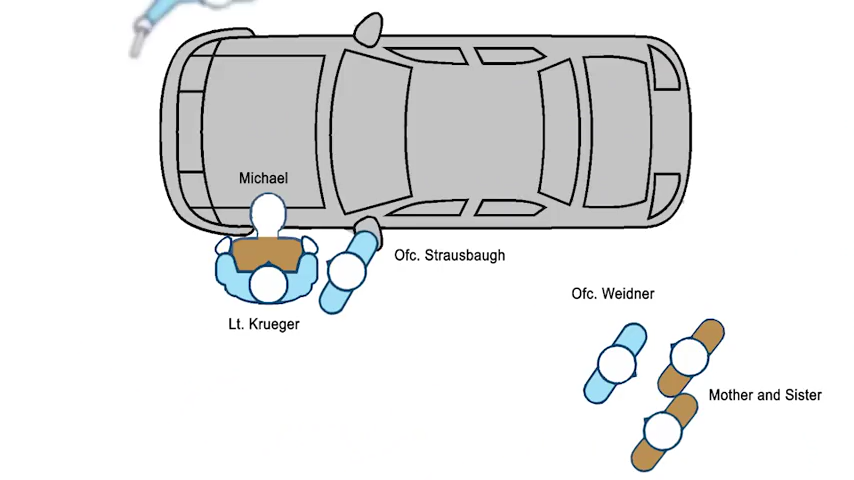 Michael
Ofc. Strausbaugh
Ofc. Weidner
Lt. Krueger
Mother and Sister